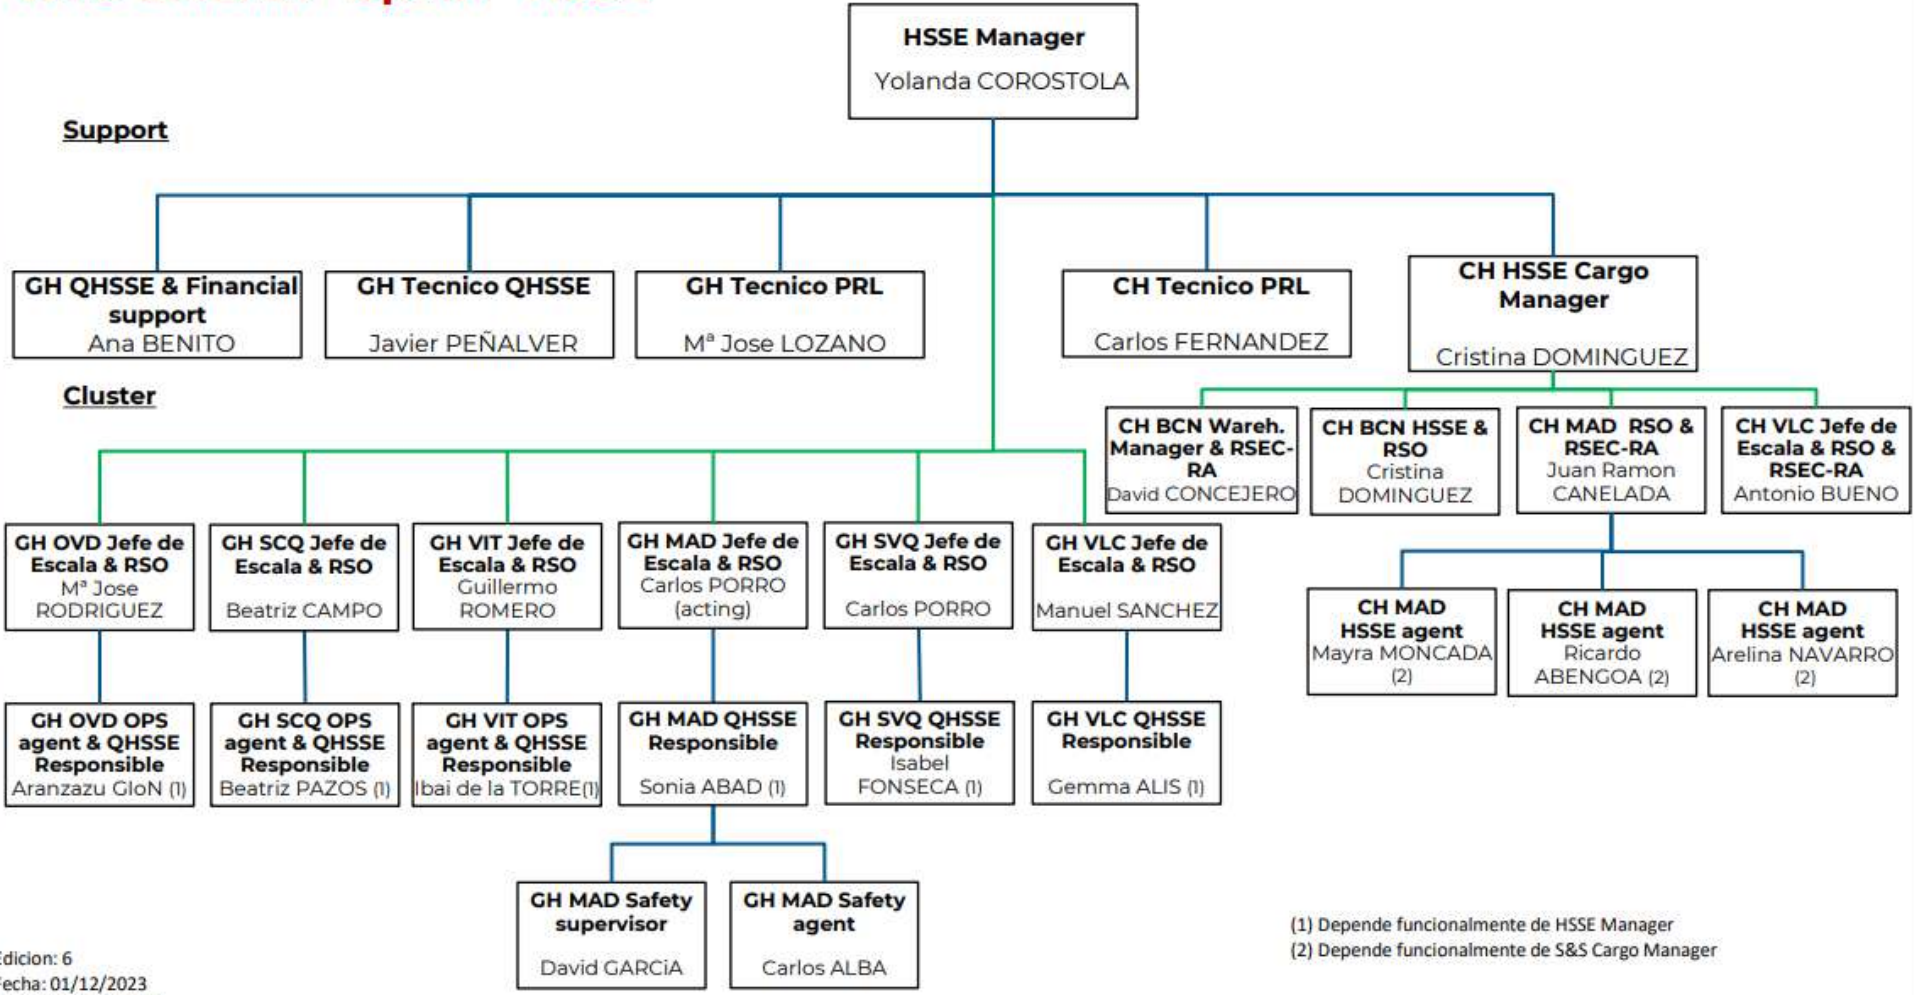 HSSE Manager
Yolanda COROSTOLA
Support
GH QHSSE & Financial
support
Ana BENITO
GH Tecnico QHSSE
Javier PEÑALVER
GH Tecnico PRL
Mª Jose LOZANO
CH Tecnico PRL
Carlos FERNANDEZ
CH HSSE Cargo
Manager
Cristina DOMINGUEZ
Cluster
CH BCN Wareh.
Manager & RSEC-
RA
David CONCEJERO
CH BCN HSSE &
RSO
Cristina
DOMINGUEZ
CH MAD RSO &
RSEC-RA
Juan Ramon
CANELADA
CH VLC Jefe de
Escala & RSO &
RSEC-RA
Antonio BUENO
GH OVD Jefe de
Escala & RSO
Mª Jose
RODRIGUEZ
GH SCQ Jefe de
Escala & RSO
Beatriz CAMPO
GH VIT Jefe de
Escala & RSO
Guillermo
ROMERO
GH MAD Jefe de
Escala & RSO
Carlos PORRO
(acting)
GH SVQ Jefe de
Escala & RSO
Carlos PORRO
GH VLC Jefe de
Escala & RSO
Manuel SANCHEZ
CH MAD
HSSE agent
Mayra MONCADA
(2)
CH MAD
HSSE agent
Ricardo
ABENGOA (2)
CH MAD
HSSE agent
Arelina NAVARRO
(2)
GH OVD OPS
agent & QHSSE
Responsible
Aranzazu GIoN (1)
GH SCQ OPS
agent & QHSSE
Responsible
Beatriz PAZOS (1)
GH VIT OPS
agent & QHSSE
Responsible
Ibai de la TORRE(1)
GH MAD QHSSE
Responsible
Sonia ABAD (1)
GH SVQ QHSSE
Responsible
Isabel
FONSECA (1)
GH VLC QHSSE
Responsible
Gemma ALIS (1)
GH MAD Safety
supervisor
David GARCiA
GH MAD Safety
agent
Carlos ALBA
(1) Depende funcionalmente de HSSE Manager
(2) Depende funcionalmente de S&S Cargo Manager
Edicion: 6
Fecha: 01/12/2023